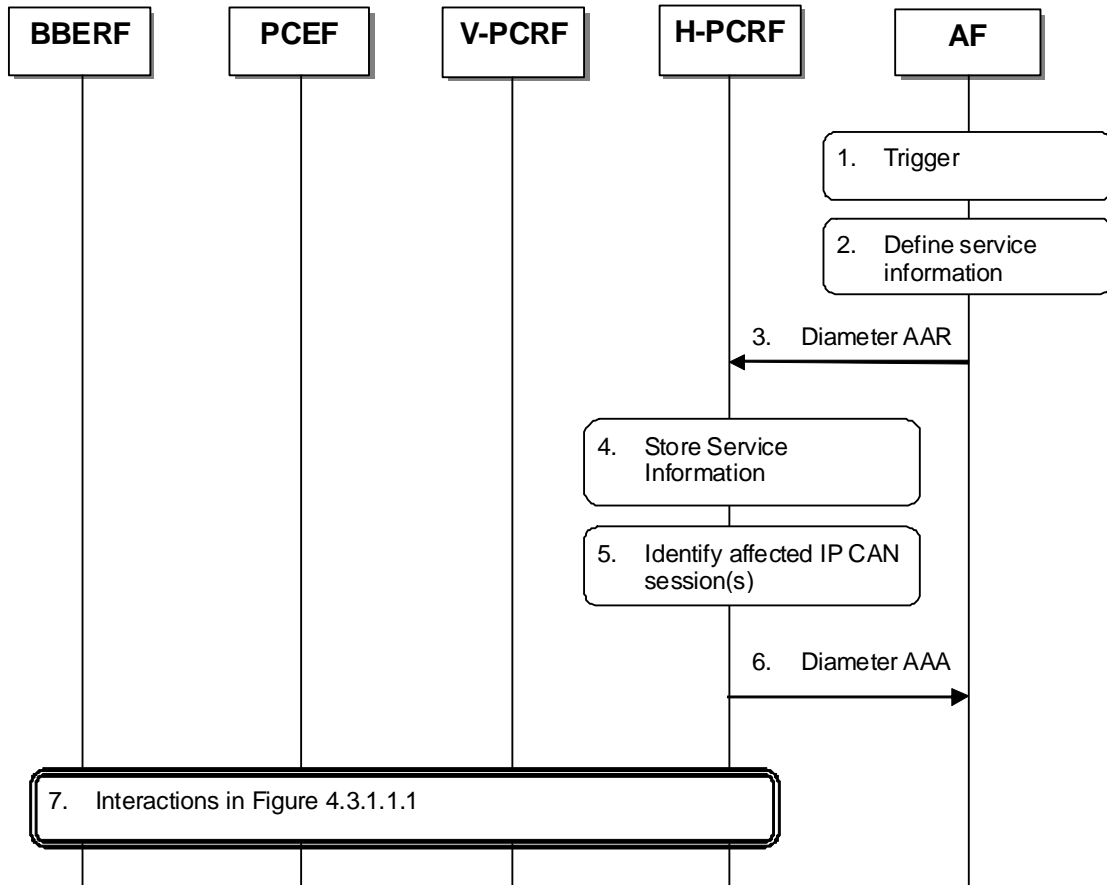 BBERF
PCEF
V-PCRF
H-PCRF
AF
1. Trigger
2. Define service
information
3. Diameter AAR
4. Store Service
Information
5. Identify affected IP CAN
session(s)
6. Diameter AAA
7. Interactions in Figure 4.3.1.1.1